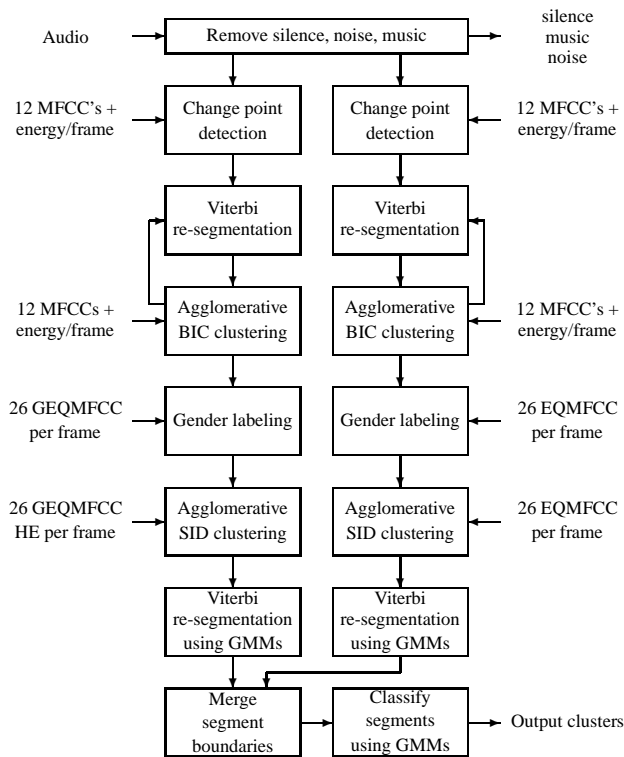 Audio
Remove silence, noise, music
silence
music
noise
12 MFCC's +
energy/frame
Change point
detection
Change point
detection
12 MFCC's +
energy/frame
Viterbi
re-segmentation
Viterbi
re-segmentation
12 MFCCs +
energy/frame
Agglomerative
BIC clustering
Agglomerative
BIC clustering
12 MFCC's +
energy/frame
26 GEQMFCC
per frame
Gender labeling
Gender labeling
26 EQMFCC
per frame
26 GEQMFCC
HE per frame
Agglomerative
SID clustering
Agglomerative
SID clustering
26 EQMFCC
per frame
Viterbi
re-segmentation
using GMMs
Viterbi
re-segmentation
using GMMs
Merge
segment
boundaries
Classify
segments
using GMMs
Output clusters